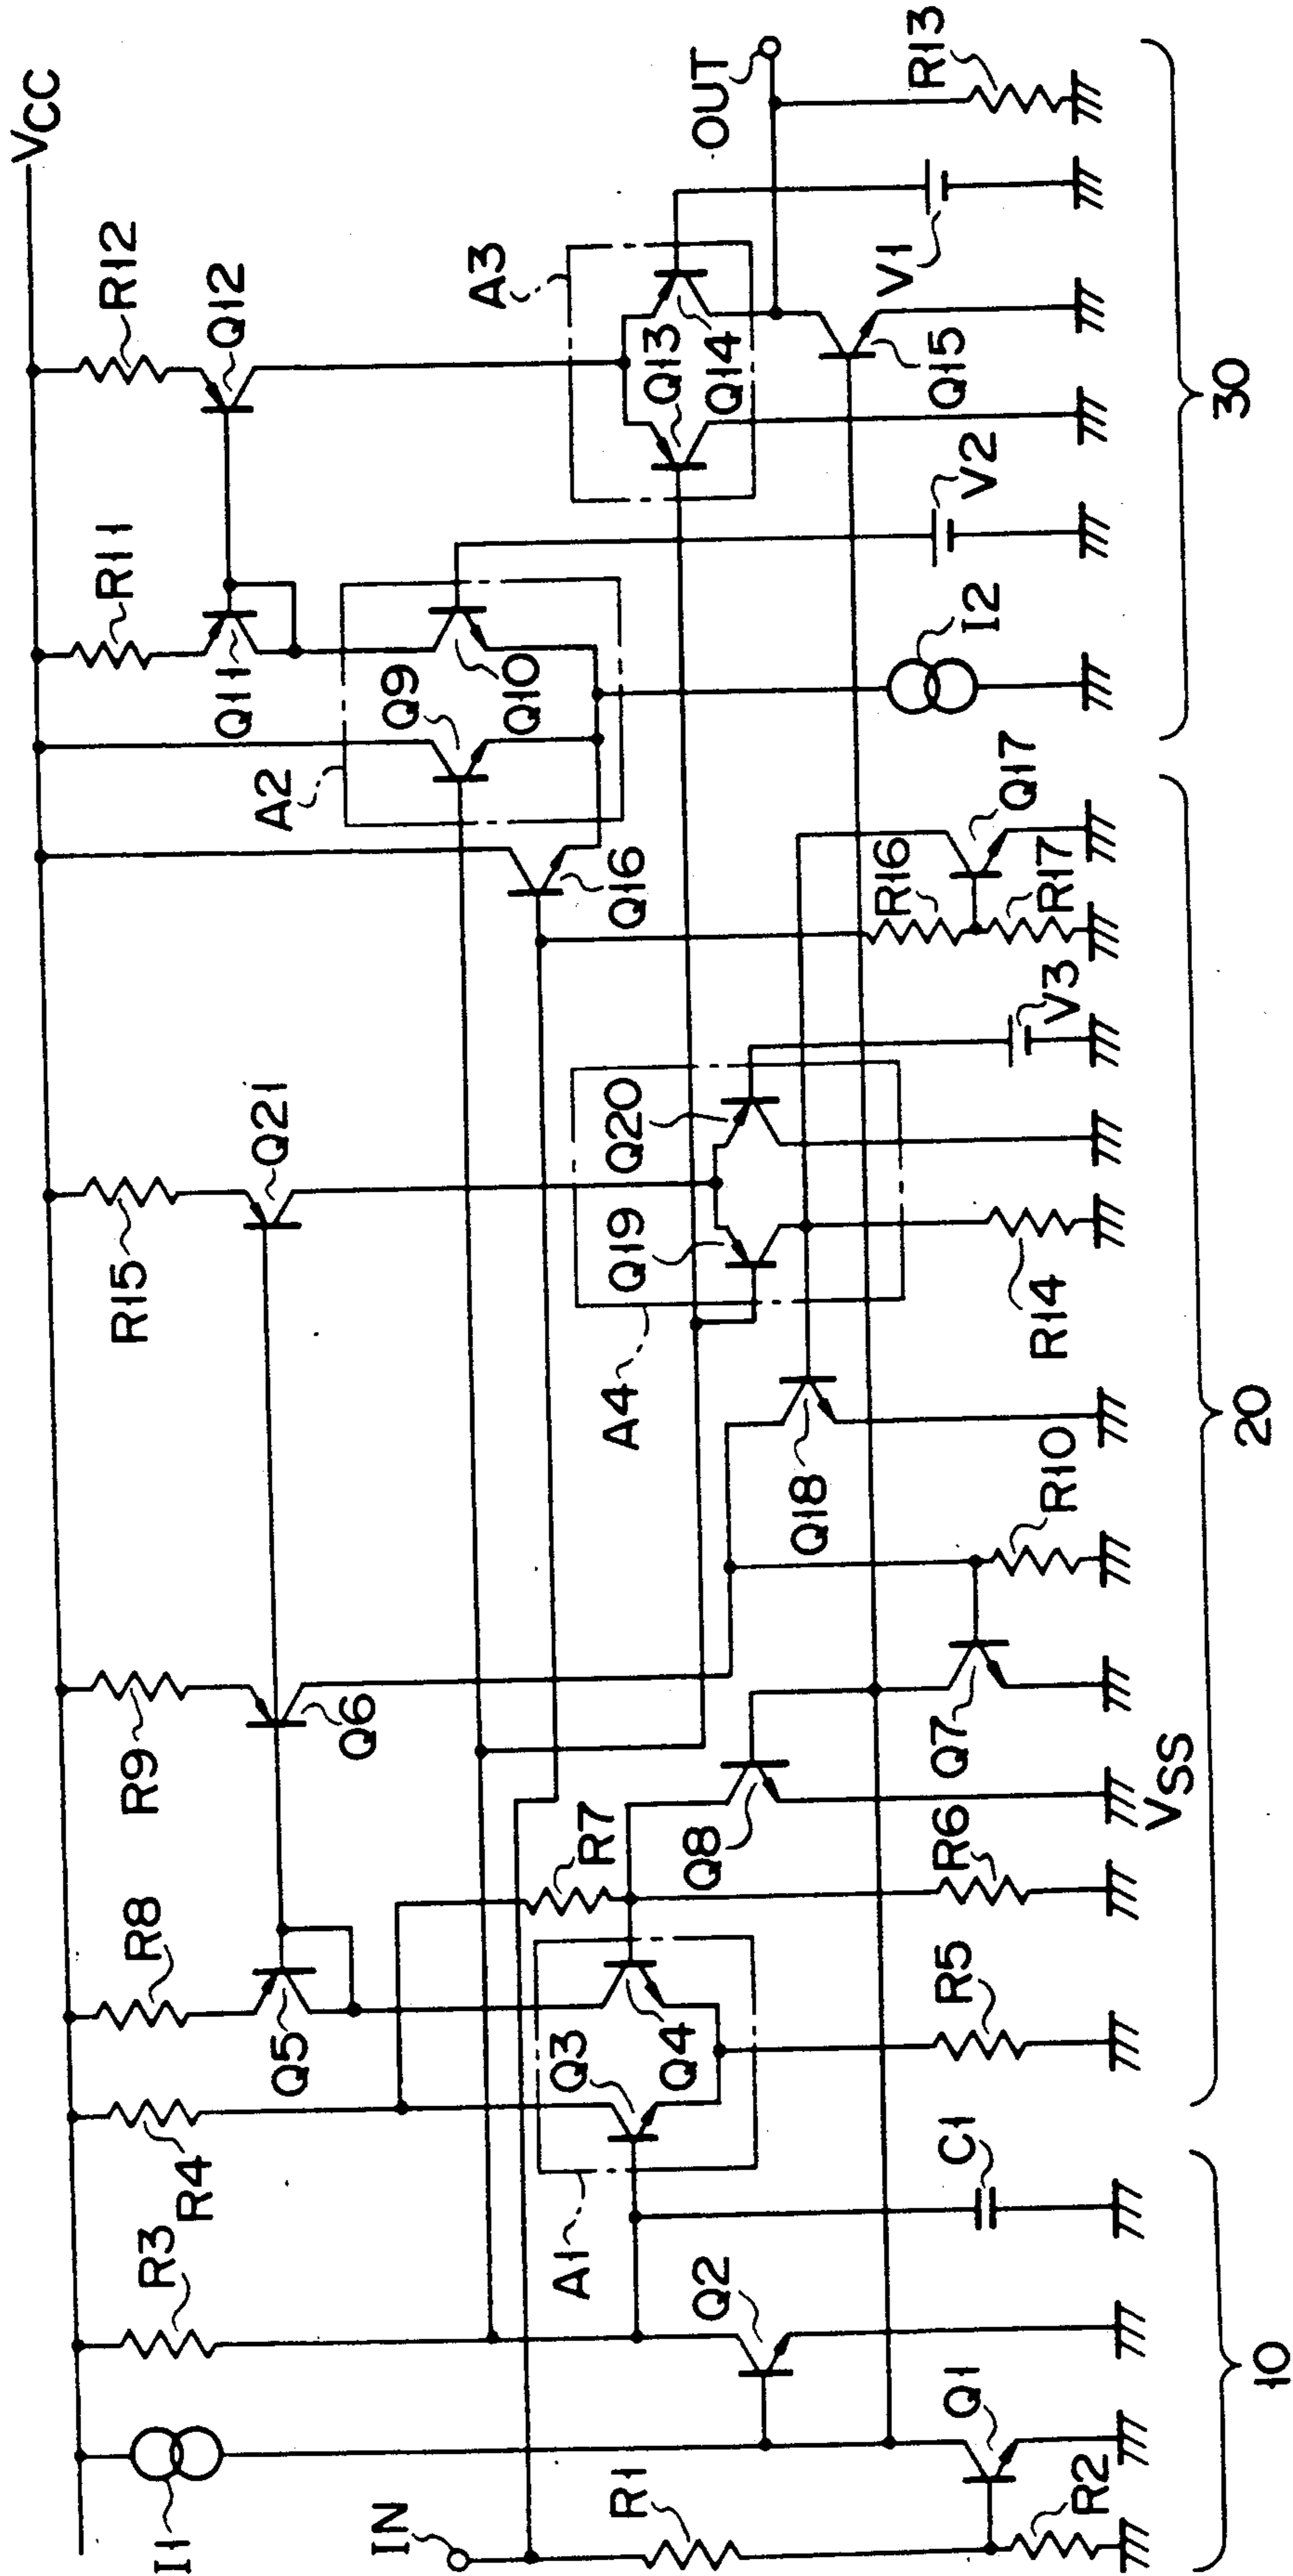 VCC
R12
Q12
R11
Q11
A3
Q13
Q14
OUT
R13
V1
Q15
V2
I2
A2
Q9
Q10
Q16
Q17
R16
R17
V3
30
R15
Q21
Q20
Q19
A4
R14
Q18
R10
R9
Q6
Q7
Q8
VSS
20
R8
Q5
R7
R6
R5
R4
Q3
Q4
A1
C1
R3
Q2
Q1
I1
IN
R1
R2
10